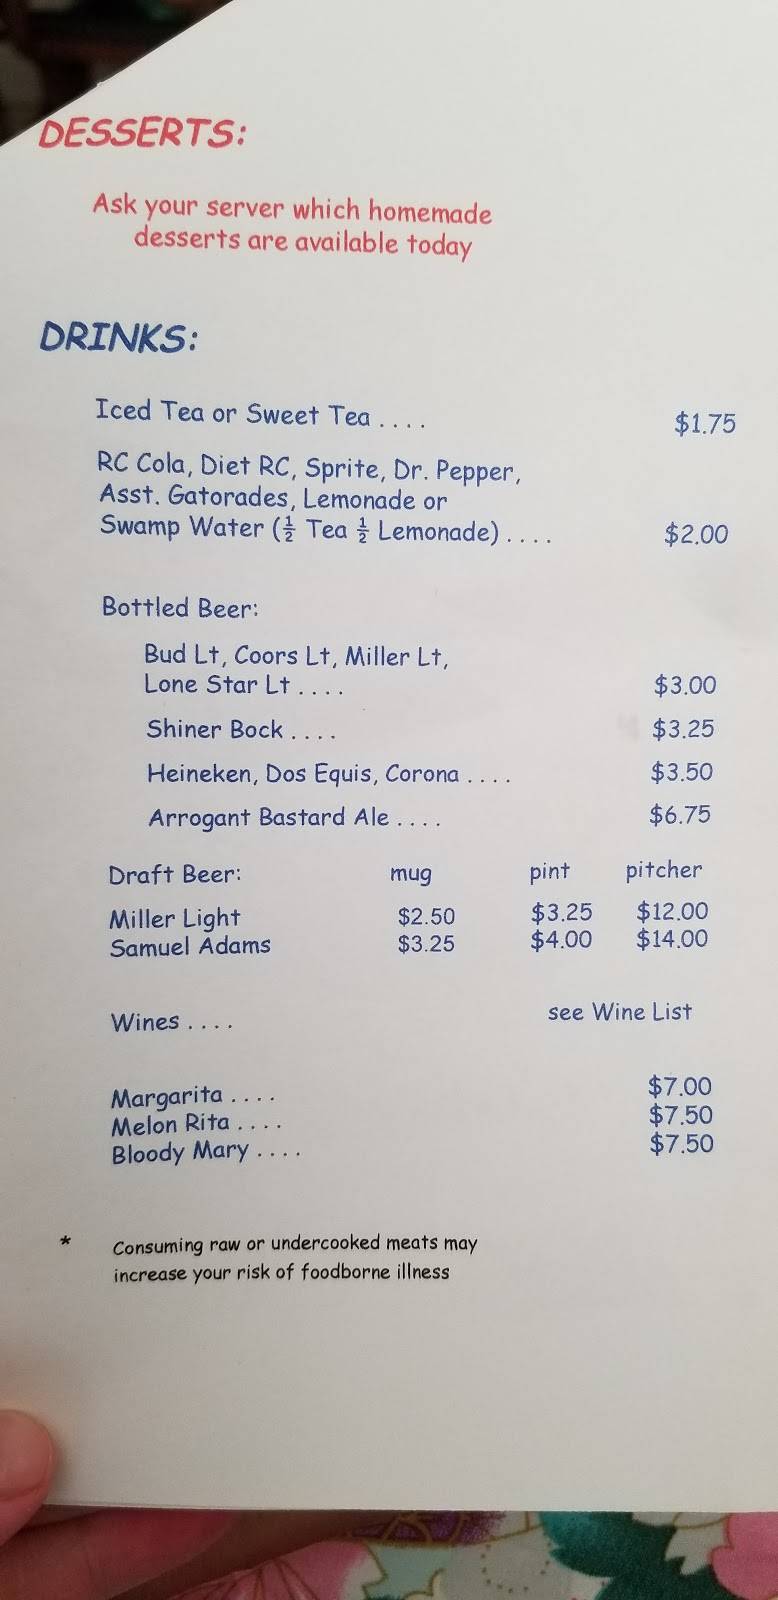 DESSERTS:
Ask your server which homemade
desserts are available today
DRINKS:
Iced Tea or Sweet Tea . . . . $1.75
RC Cola, Diet RC, Sprite, Dr. Pepper,
Asst. Gatorades, Lemonade or
Swamp Water (½ Tea ½ Lemonade) . . . . $2.00
Bottled Beer:
Bud Lt, Coors Lt, Miller Lt,
Lone Star Lt . . . . $3.00
Shiner Bock . . . . $3.25
Heineken, Dos Equis, Corona . . . . $3.50
Arrogant Bastard Ale . . . . $6.75
Draft Beer: mug pint pitcher
Miller Light $2.50 $3.25 $12.00
Samuel Adams $3.25 $4.00 $14.00
Wines . . . . see Wine List
Margarita . . . . $7.00
Melon Rita . . . . $7.50
Bloody Mary . . . . $7.50
* Consuming raw or undercooked meats may
increase your risk of foodborne illness